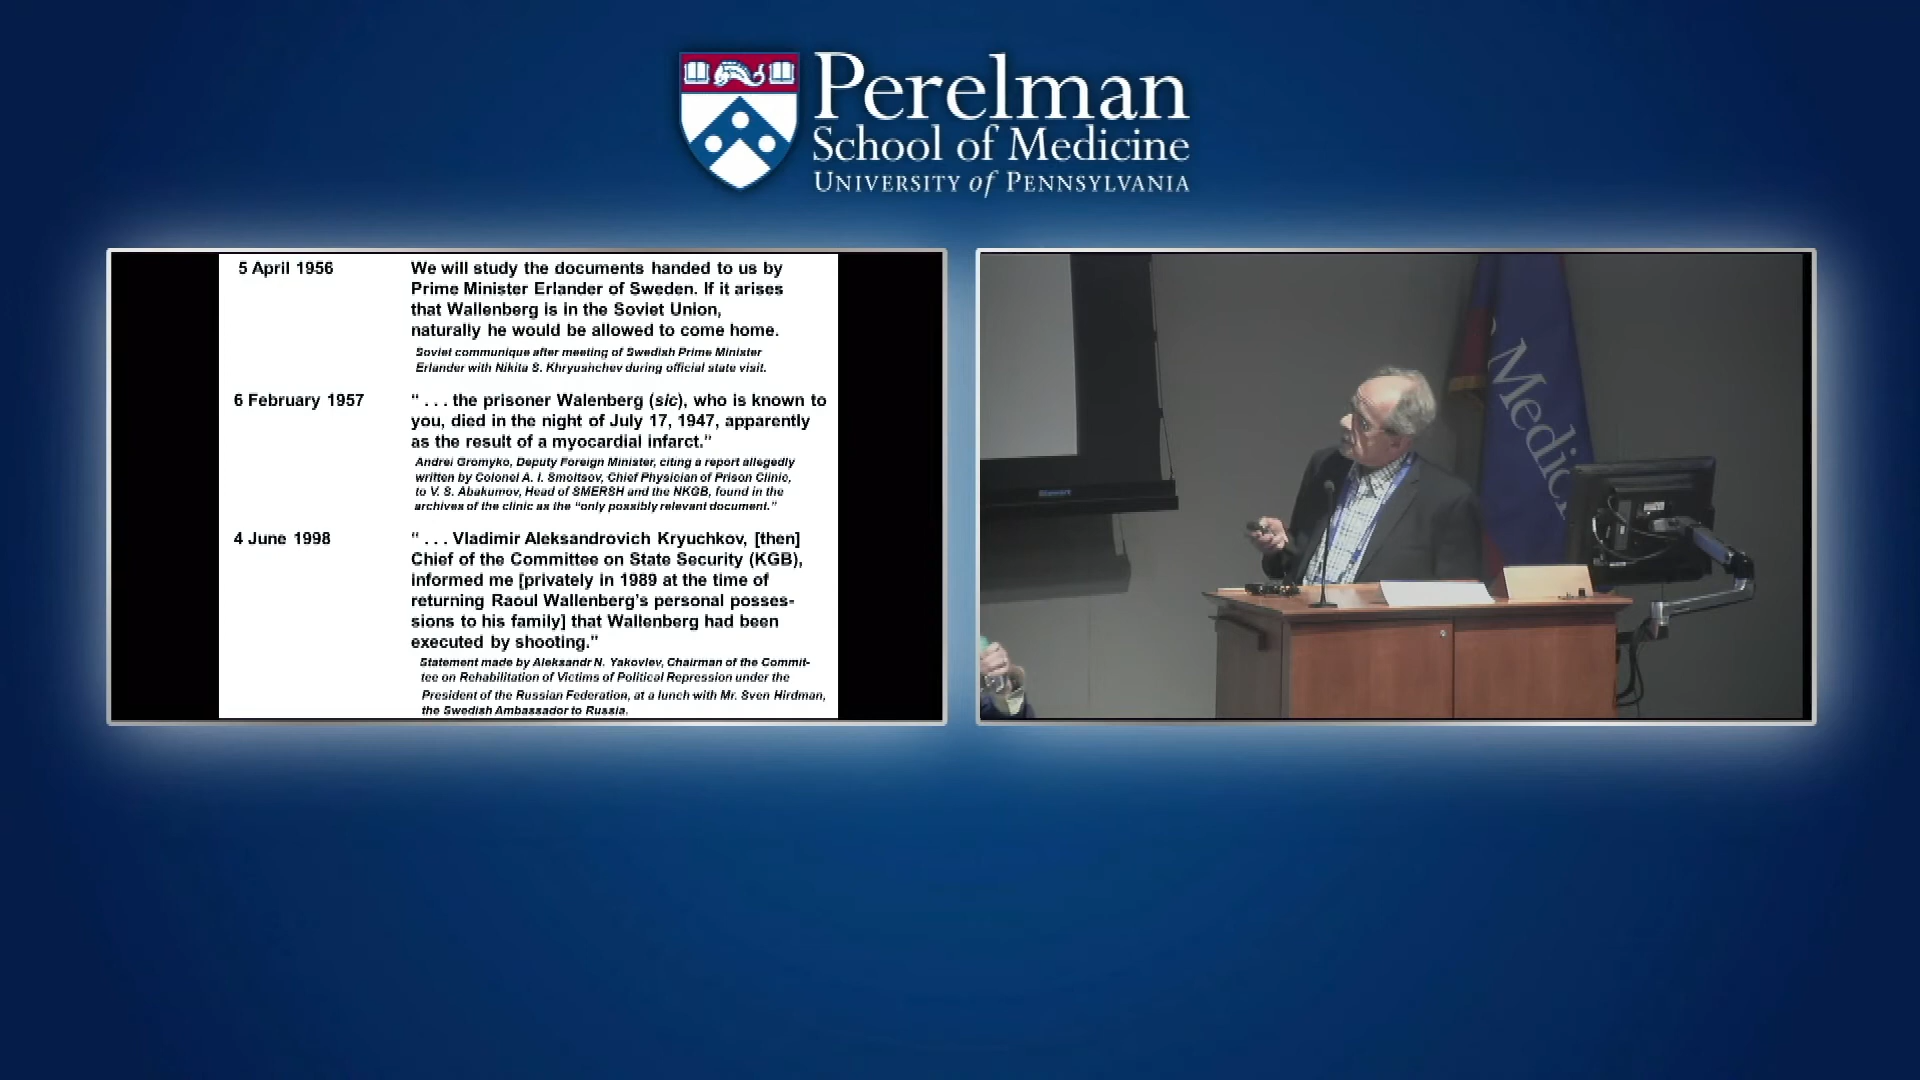 Perelman
School of Medicine
UNIVERSITY of PENNSYLVANIA
5 April 1956
We will study the documents handed to us by
Prime Minister Erlander of Sweden. If it arises
that Wallenberg is in the Soviet Union,
naturally he would be allowed to come home.
Soviet communique after meeting of Swedish Prime Minister
Erlander with Nikita S. Khryushchev during official state visit.
6 February 1957
“ . . . the prisoner Walenberg (sic), who is known to
you, died in the night of July 17, 1947, apparently
as the result of a myocardial infarct.”
Andrei Gromyko, Deputy Foreign Minister, citing a report allegedly
written by Colonel A. I. Smoltsov, Chief Physician of Prison Clinic,
to V. S. Abakumov, Head of SMERSH and the NKGB, found in the
archives of the clinic as the “only possibly relevant document.”
4 June 1998
“ . . . Vladimir Aleksandrovich Kryuchkov, [then]
Chief of the Committee on State Security (KGB),
informed me [privately in 1989 at the time of
returning Raoul Wallenberg’s personal posses-
sions to his family] that Wallenberg had been
executed by shooting.”
Statement made by Aleksandr N. Yakovlev, Chairman of the Commit-
tee on Rehabilitation of Victims of Political Repression under the
President of the Russian Federation, at a lunch with Mr. Sven Hirdman,
the Swedish Ambassador to Russia.
Stewart
Medic